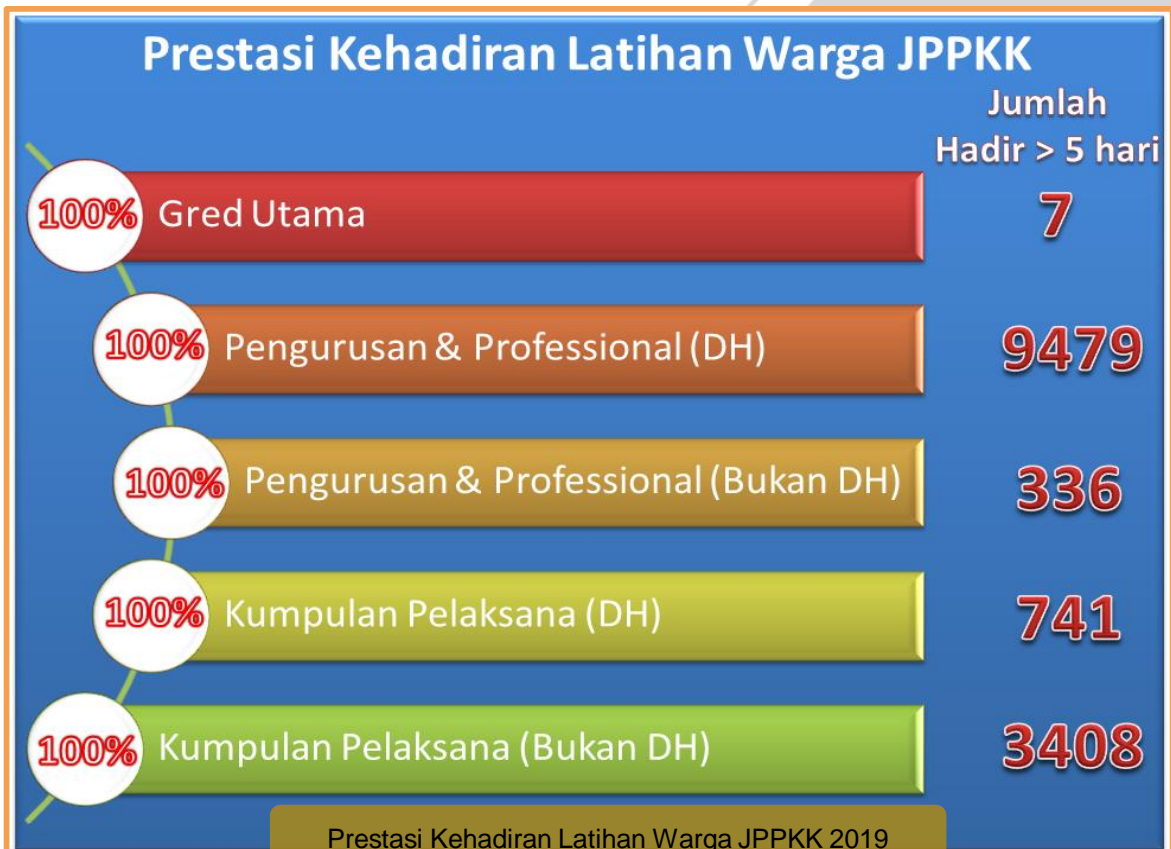 Prestasi Kehadiran Latihan Warga JPPKK
Jumlah
Hadir > 5 hari
100% Gred Utama 7
100% Pengurusan & Professional (DH) 9479
100% Pengurusan & Professional (Bukan DH) 336
100% Kumpulan Pelaksana (DH) 741
100% Kumpulan Pelaksana (Bukan DH) 3408
Prestasi Kehadiran Latihan Warga JPPKK 2019